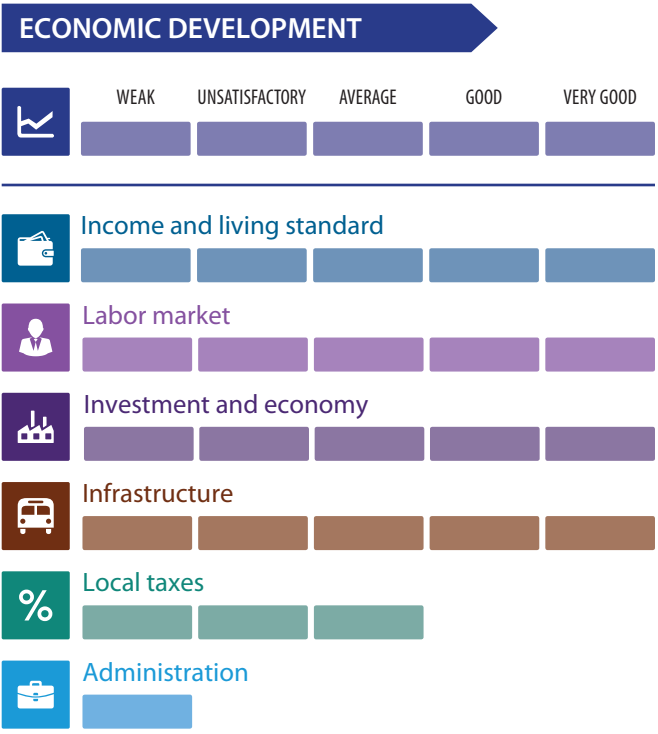 ECONOMIC DEVELOPMENT
WEAK UNSATISFACTORY AVERAGE GOOD VERY GOOD
Income and living standard
Labor market
Investment and economy
Infrastructure
Local taxes
%
Administration